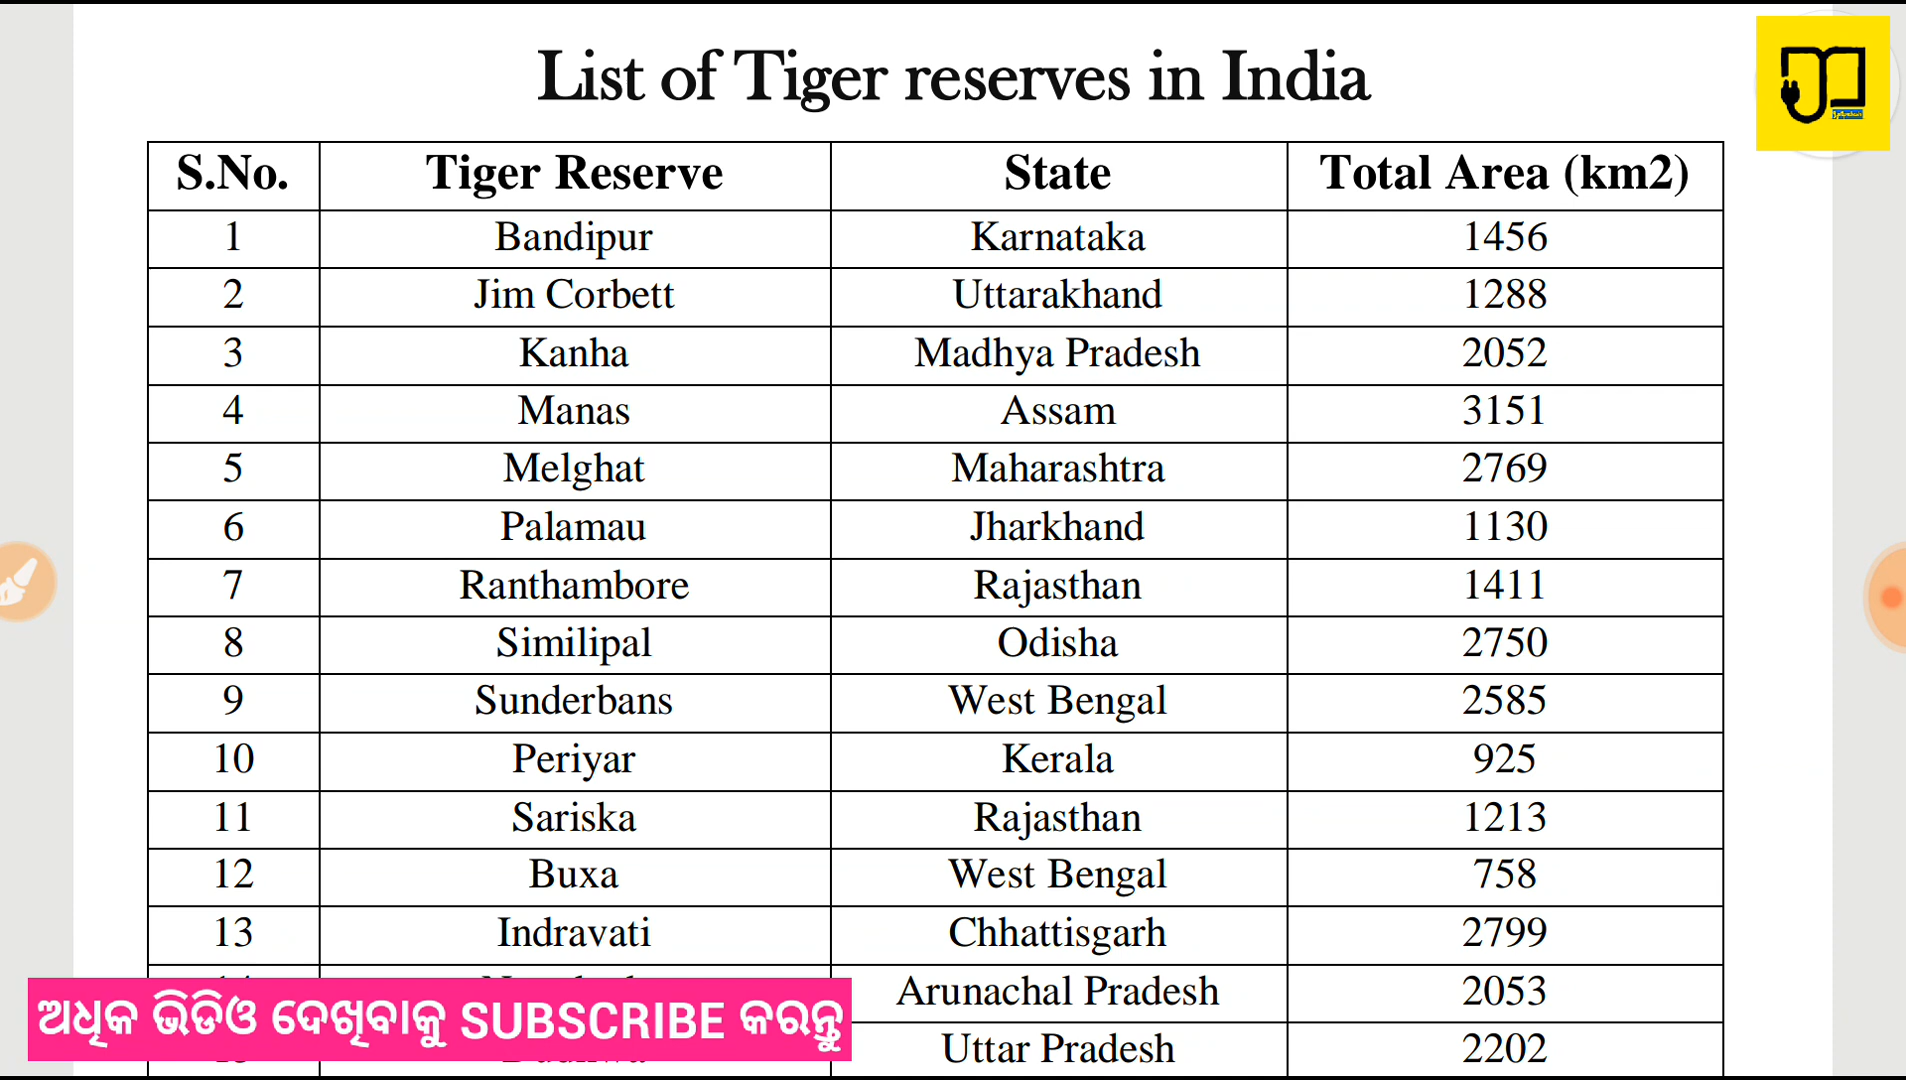 List of Tiger reserves in India
S.No. Tiger Reserve State Total Area (km2)
1 Bandipur Karnataka 1456
2 Jim Corbett Uttarakhand 1288
3 Kanha Madhya Pradesh 2052
4 Manas Assam 3151
5 Melghat Maharashtra 2769
6 Palamau Jharkhand 1130
7 Ranthambore Rajasthan 1411
8 Similipal Odisha 2750
9 Sunderbans West Bengal 2585
10 Periyar Kerala 925
11 Sariska Rajasthan 1213
12 Buxa West Bengal 758
13 Indravati Chhattisgarh 2799
Arunachal Pradesh 2053
Uttar Pradesh 2202
ଅଧିକ ଭିଡିଓ ଦେଖିବାକୁ SUBSCRIBE କରନ୍ତୁ